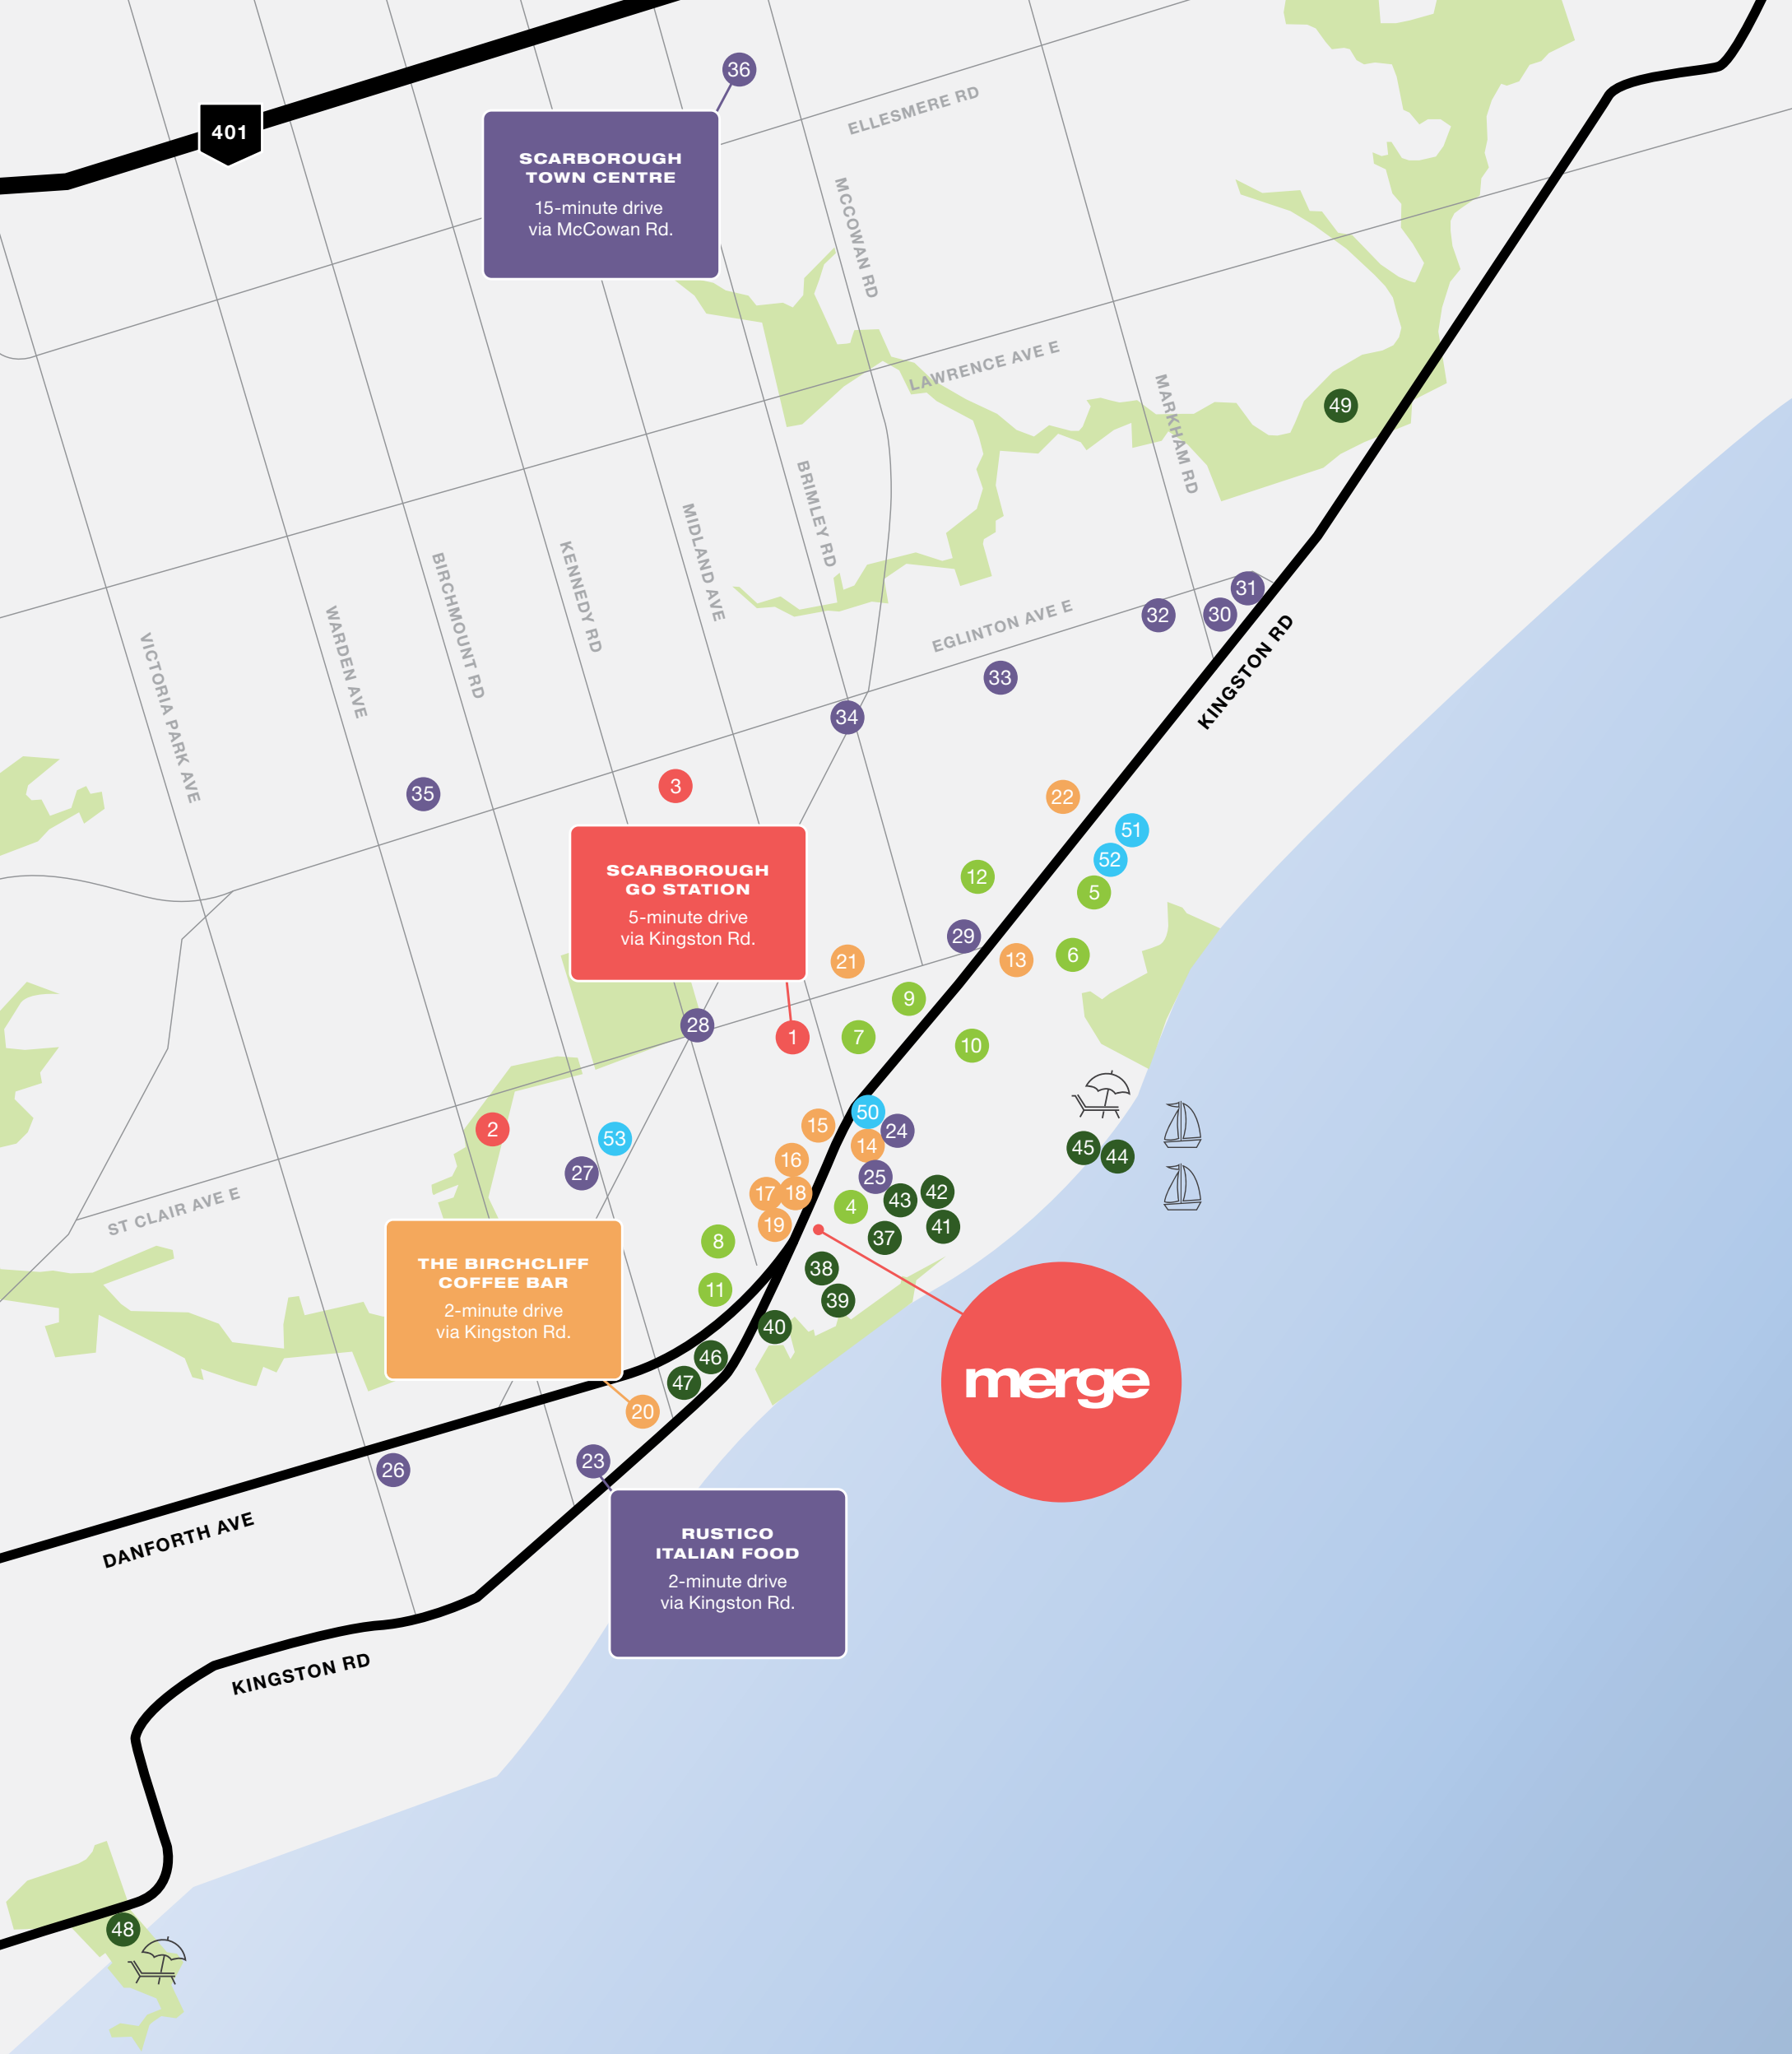 36
ELLESMERE RD
401
SCARBOROUGH
TOWN CENTRE
15-minute drive
via McCowan Rd.
MCCOWAN RD
LAWRENCE AVE E
MARKHAM RD
49
BRIMLEY RD
MIDLAND AVE
KENNEDY RD
BIRCHMOUNT RD
WARDEN AVE
VICTORIA PARK AVE
EGLINTON AVE E
31
30
32
KINGSTON RD
33
34
35
3
22
51
52
5
12
SCARBOROUGH
GO STATION
5-minute drive
via Kingston Rd.
29
21
13
6
9
28
1
7
10
2
53
15
50
24
14
45
44
16
27
25
17
18
4
43
42
ST CLAIR AVE E
19
41
37
8
38
11
39
THE BIRCHCLIFF
COFFEE BAR
2-minute drive
via Kingston Rd.
40
46
47
merge
20
23
26
DANFORTH AVE
RUSTICO
ITALIAN FOOD
2-minute drive
via Kingston Rd.
KINGSTON RD
48